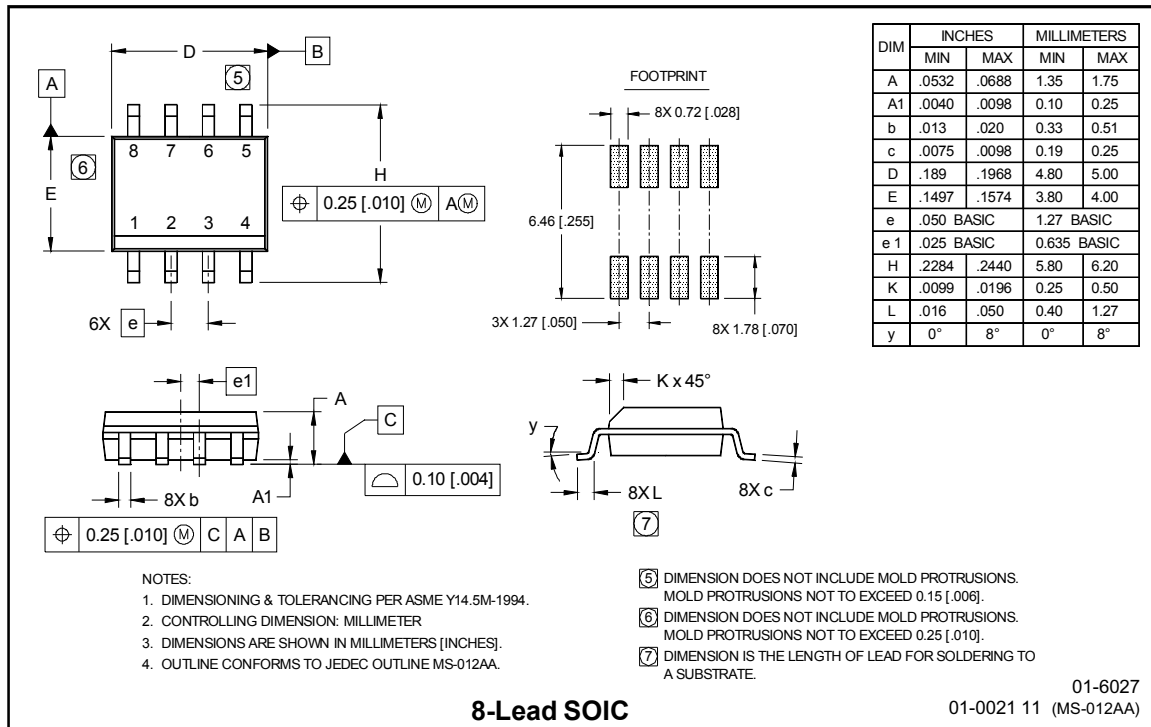 D
B
5
A
8 7 6 5
6
E
H
⌖ 0.25 [.010] Ⓜ AⓂ
1 2 3 4
6X e
FOOTPRINT
8X 0.72 [.028]
6.46 [.255]
3X 1.27 [.050]
8X 1.78 [.070]
DIM INCHES MILLIMETERS
MIN MAX MIN MAX
A .0532 .0688 1.35 1.75
A1 .0040 .0098 0.10 0.25
b .013 .020 0.33 0.51
c .0075 .0098 0.19 0.25
D .189 .1968 4.80 5.00
E .1497 .1574 3.80 4.00
e .050 BASIC 1.27 BASIC
e 1 .025 BASIC 0.635 BASIC
H .2284 .2440 5.80 6.20
K .0099 .0196 0.25 0.50
L .016 .050 0.40 1.27
y 0° 8° 0° 8°
e1
A
C
⌓ 0.10 [.004]
8X b
A1
⌖ 0.25 [.010] Ⓜ C A B
K x 45°
y
8X L
7
8X c
NOTES:
1. DIMENSIONING & TOLERANCING PER ASME Y14.5M-1994.
2. CONTROLLING DIMENSION: MILLIMETER
3. DIMENSIONS ARE SHOWN IN MILLIMETERS [INCHES].
4. OUTLINE CONFORMS TO JEDEC OUTLINE MS-012AA.
5 DIMENSION DOES NOT INCLUDE MOLD PROTRUSIONS.
MOLD PROTRUSIONS NOT TO EXCEED 0.15 [.006].
6 DIMENSION DOES NOT INCLUDE MOLD PROTRUSIONS.
MOLD PROTRUSIONS NOT TO EXCEED 0.25 [.010].
7 DIMENSION IS THE LENGTH OF LEAD FOR SOLDERING TO
A SUBSTRATE.
8-Lead SOIC
01-6027
01-0021 11 (MS-012AA)